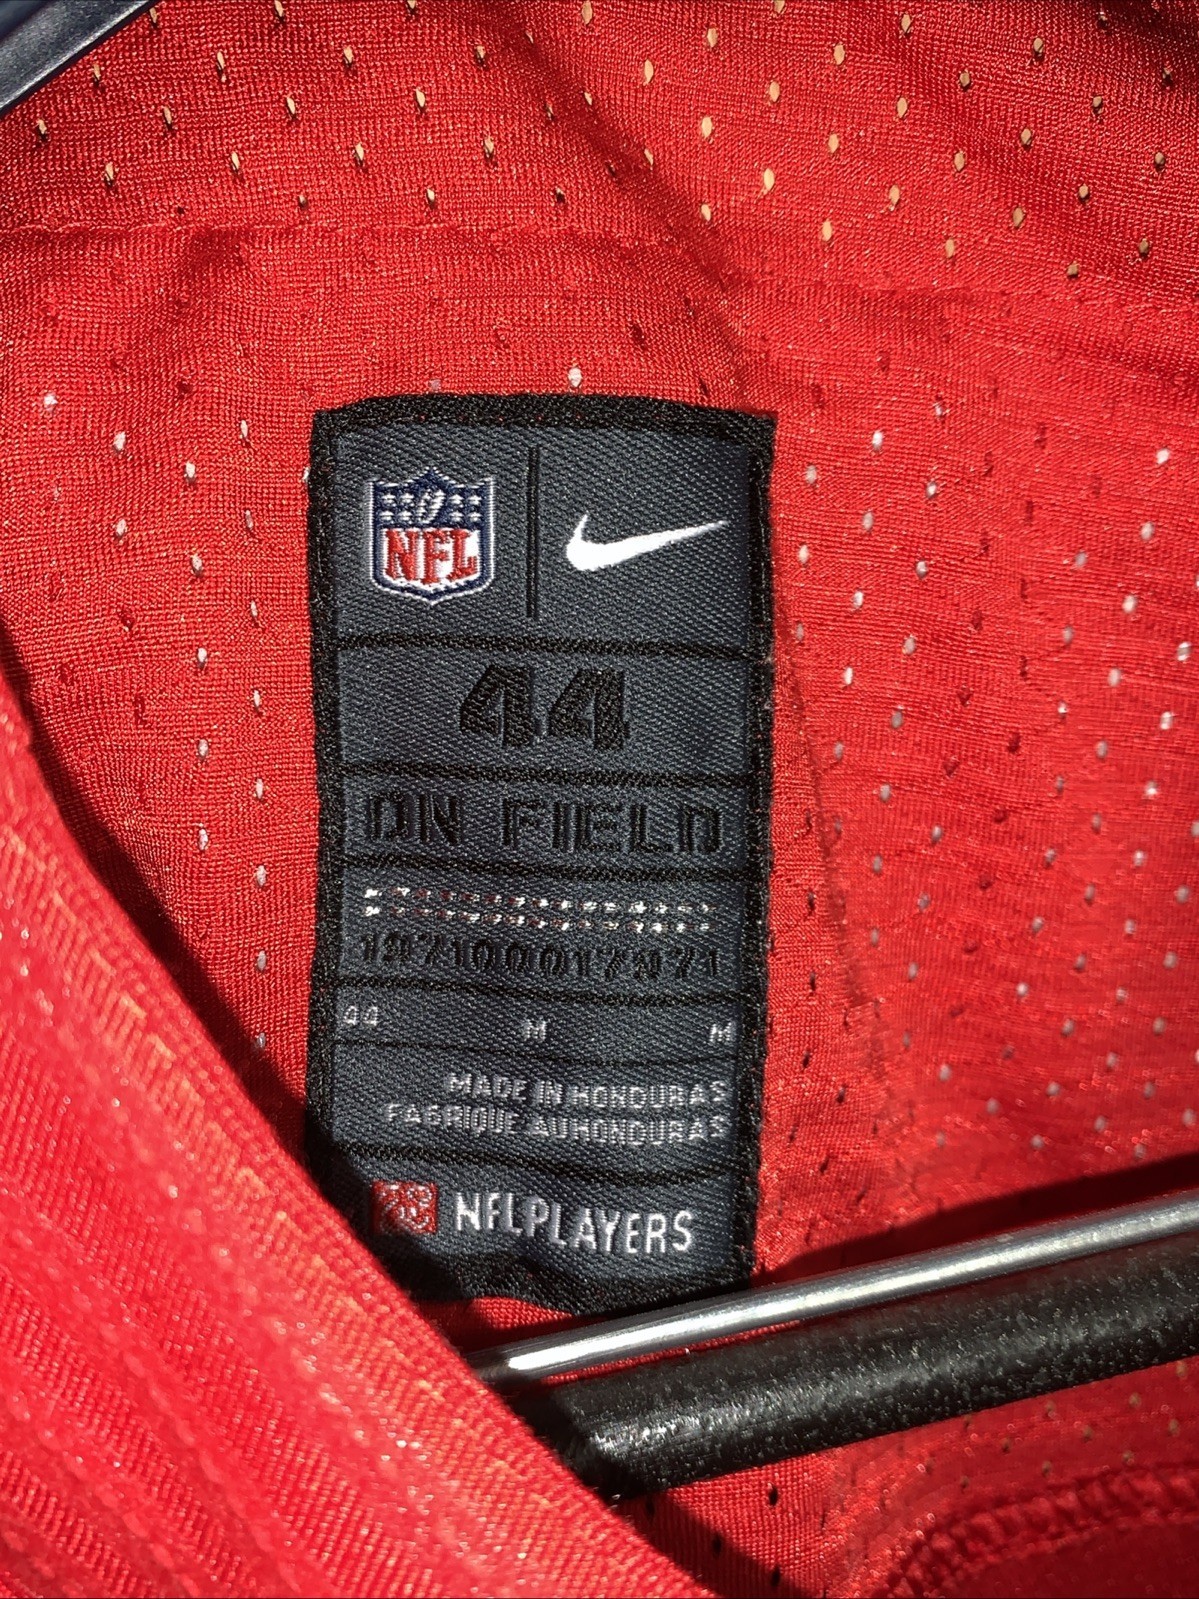 NFL
44
ON FIELD
44 M M
MADE IN HONDURAS
FABRIQUE AU HONDURAS
NFLPLAYERS